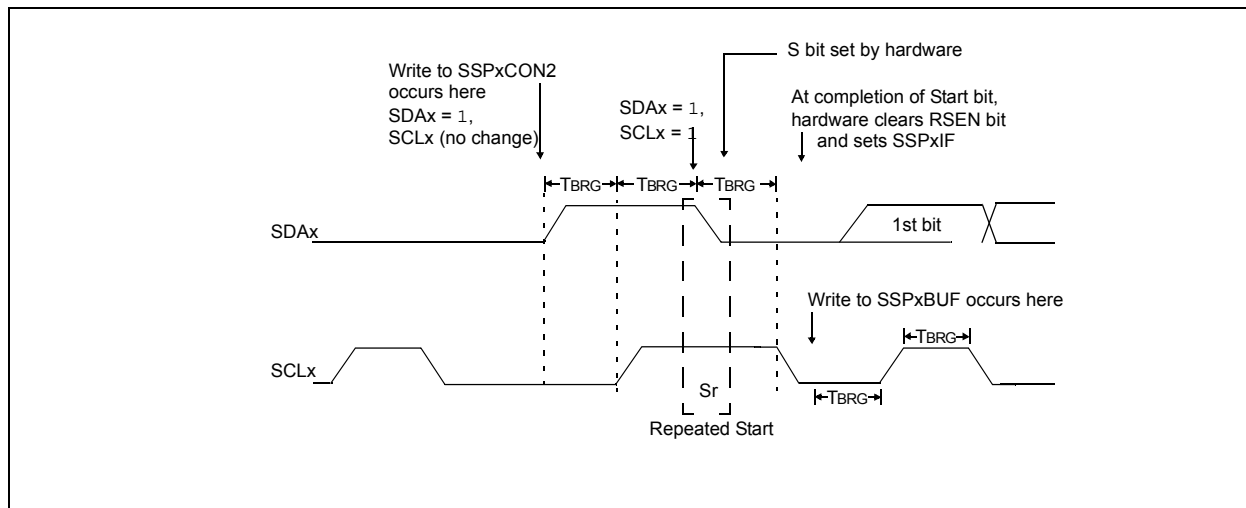 S bit set by hardware
Write to SSPxCON2
occurs here
SDAx = 1,
SCLx (no change)
SDAx = 1,
SCLx = 1
At completion of Start bit,
hardware clears RSEN bit
and sets SSPxIF
TBRG TBRG TBRG
SDAx
1st bit
Write to SSPxBUF occurs here
TBRG
SCLx
Sr
TBRG
Repeated Start